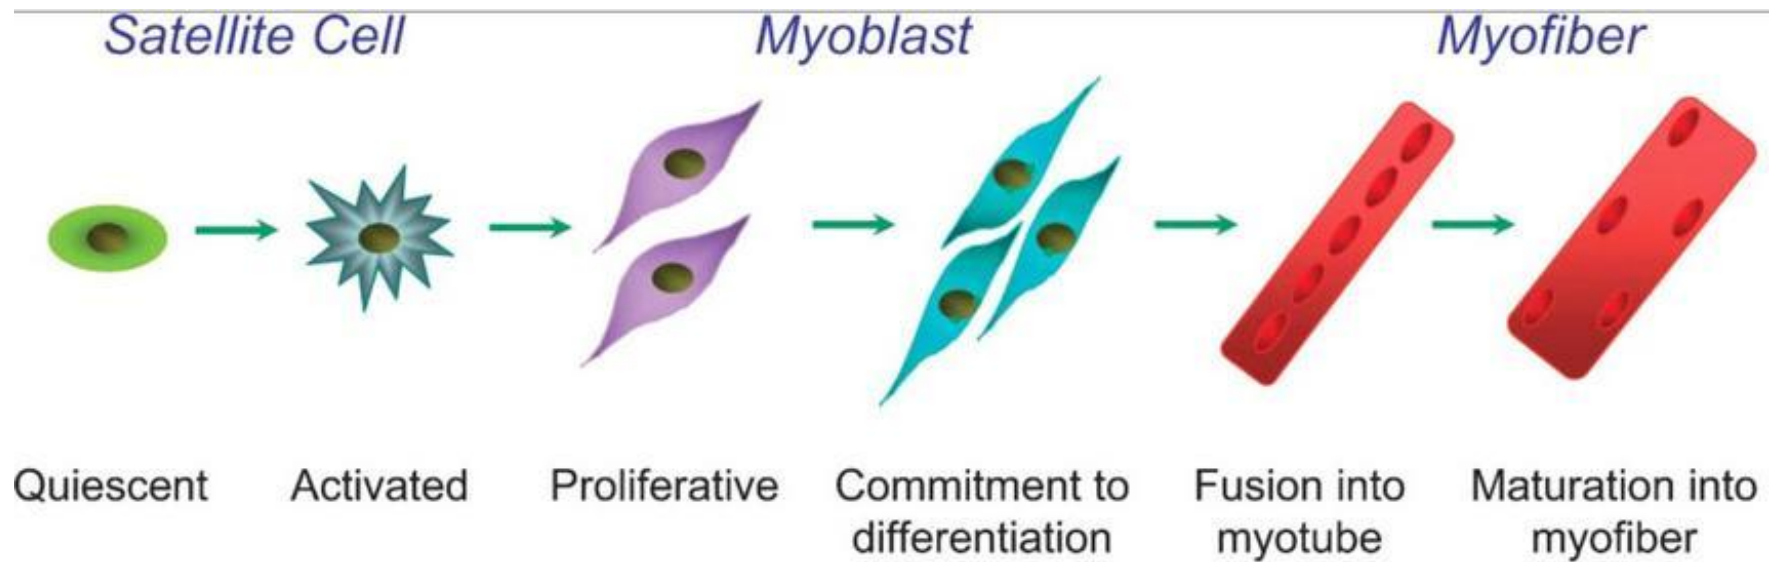 Satellite Cell Myoblast Myofiber
Quiescent Activated Proliferative Commitment to Fusion into Maturation into
differentiation myotube myofiber